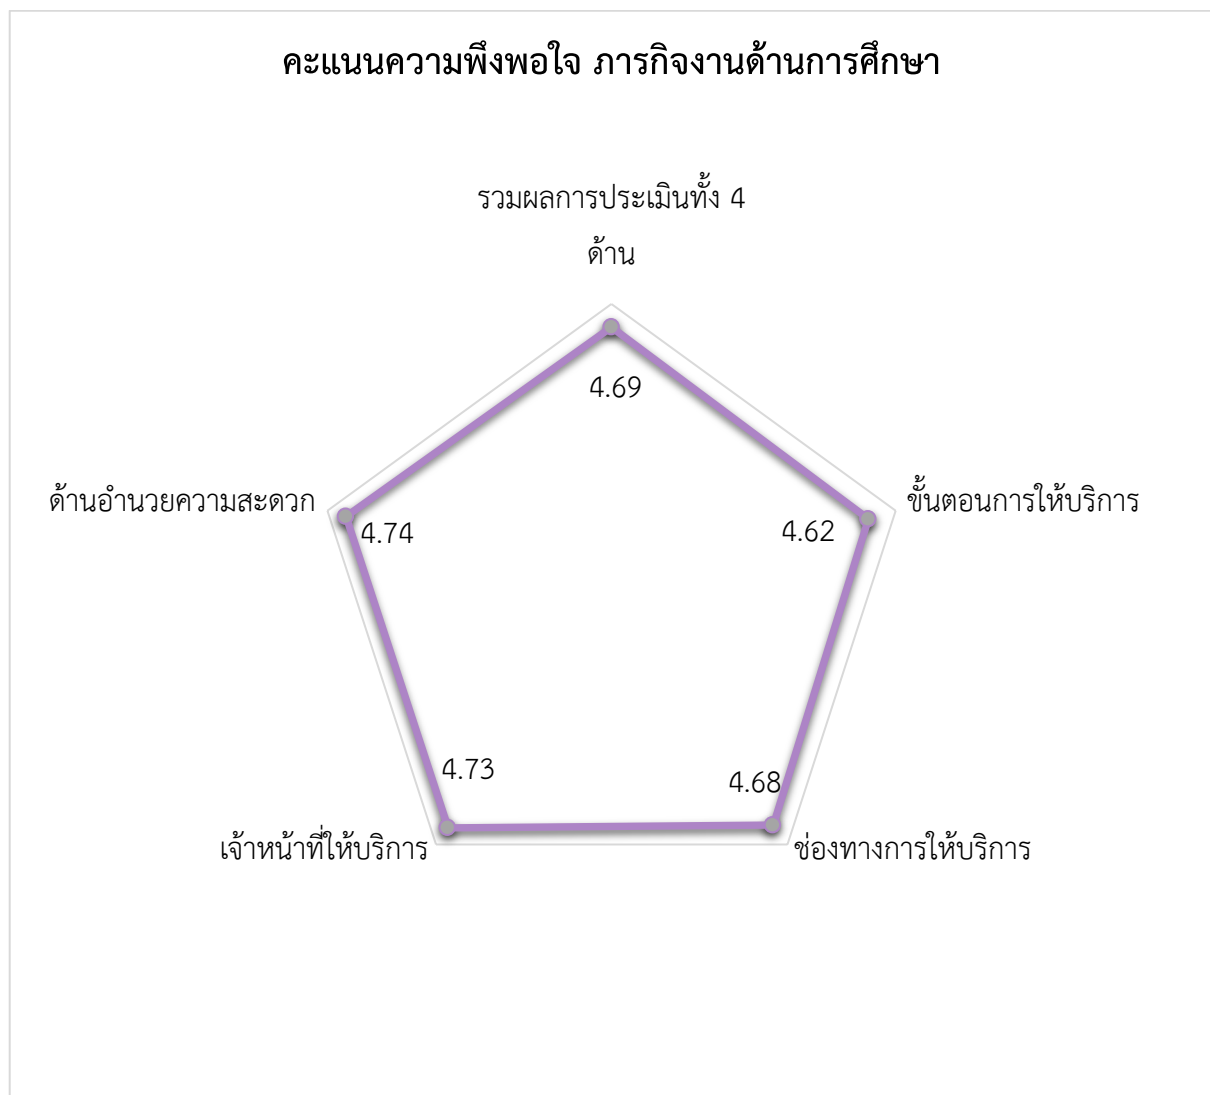 คะแนนความพึงพอใจ ภารกิจงานด้านการศึกษา
รวมผลการประเมินทั้ง 4
ด้าน
4.69
ด้านอำนวยความสะดวก
4.74
4.62
ขั้นตอนการให้บริการ
4.73
4.68
เจ้าหน้าที่ให้บริการ
ช่องทางการให้บริการ